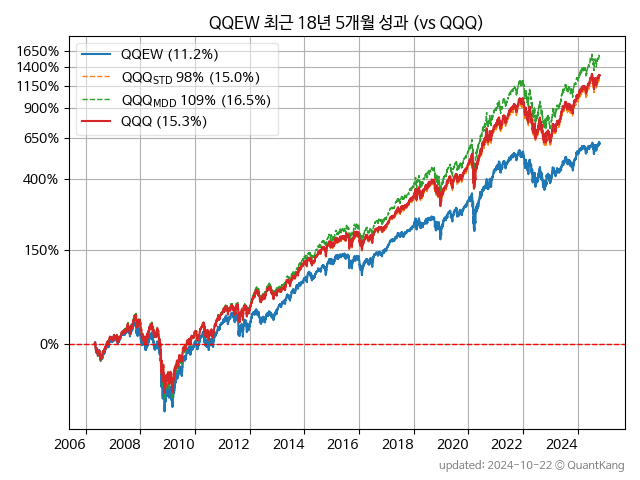 QQEW 최근 18년 5개월 성과 (vs QQQ)
QQEW (11.2%)
QQQSTD 98% (15.0%)
QQQMDD 109% (16.5%)
QQQ (15.3%)
1650%
1400%
1150%
900%
650%
400%
150%
0%
2006 2008 2010 2012 2014 2016 2018 2020 2022 2024
updated: 2024-10-22 © QuantKang